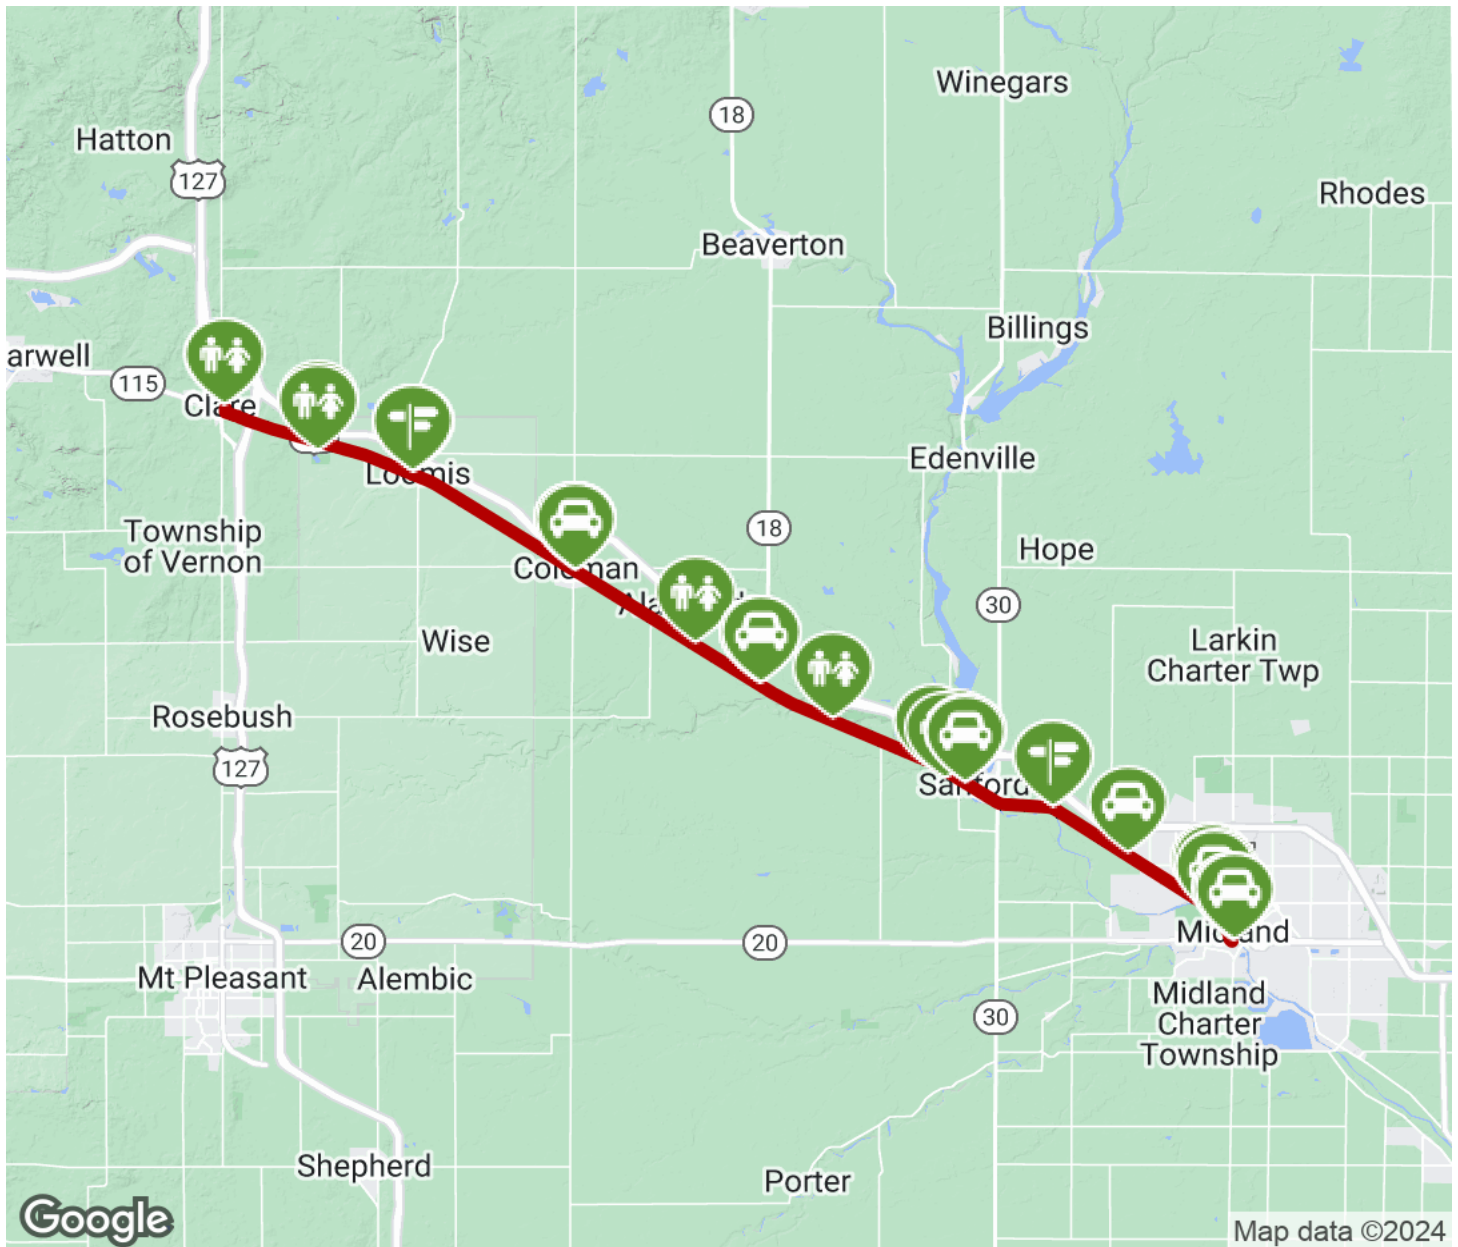 Winegars
18
Hatton
127
Rhodes
Beaverton
Billings
arwell
115
Clare
Edenville
Loomis
Township
of Vernon
18
Hope
Coleman
30
Wise
Larkin
Charter Twp
Rosebush
127
Sanford
Midland
20
20
Mt Pleasant
Alembic
Midland
Charter
Township
30
Shepherd
Porter
Google
Map data ©2024